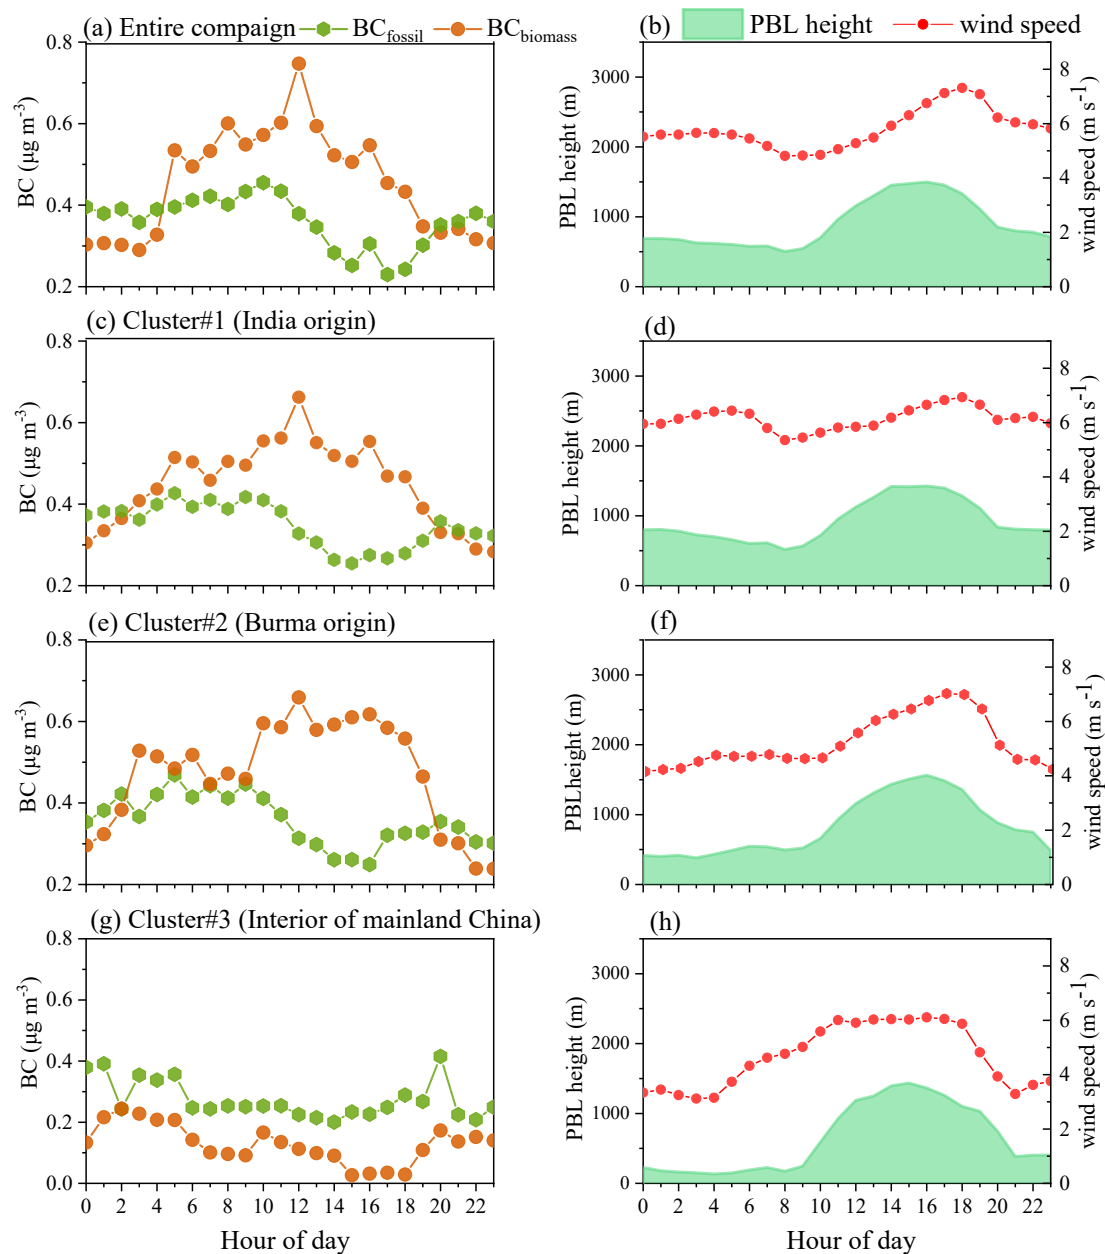 (a) Entire compaign BC_fossil BC_biomass
0.8
0.6
0.4
0.2
BC (μg m⁻³)
(b) PBL height wind speed
3000
2000
1000
0
PBL height (m)
8
6
4
2
0
wind speed (m s⁻¹)
(c) Cluster#1 (India origin)
0.8
0.6
0.4
0.2
BC (μg m⁻³)
(d)
3000
2000
1000
0
PBL height (m)
8
6
4
2
0
wind speed (m s⁻¹)
(e) Cluster#2 (Burma origin)
0.8
0.6
0.4
0.2
BC (μg m⁻³)
(f)
3000
2000
1000
0
PBLheight (m)
8
6
4
2
0
wind speed (m s⁻¹)
(g) Cluster#3 (Interior of mainland China)
0.8
0.6
0.4
0.2
0.0
BC (μg m⁻³)
0 2 4 6 8 10 12 14 16 18 20 22
Hour of day
(h)
3000
2000
1000
0
PBL height (m)
8
6
4
2
0
wind speed (m s⁻¹)
0 2 4 6 8 10 12 14 16 18 20 22
Hour of day